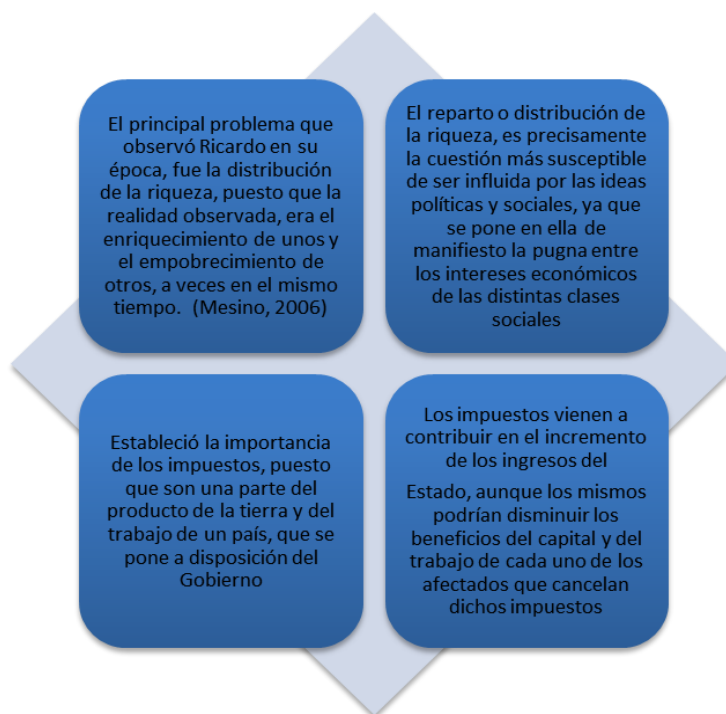 El principal problema que
observó Ricardo en su
época, fue la distribución
de la riqueza, puesto que la
realidad observada, era el
enriquecimiento de unos y
el empobrecimiento de
otros, a veces en el mismo
tiempo.  (Mesino, 2006)
El reparto o distribución de
la riqueza, es precisamente
la cuestión más susceptible
de ser influida por las ideas
políticas y sociales, ya que
se pone en ella de
manifiesto la pugna entre
los intereses económicos
de las distintas clases
sociales
Estableció la importancia
de los impuestos, puesto
que son una parte del
producto de la tierra y del
trabajo de un país, que se
pone a disposición del
Gobierno
Los impuestos vienen a
contribuir en el incremento
de los ingresos del
Estado, aunque los mismos
podrían disminuir los
beneficios del capital y del
trabajo de cada uno de los
afectados que cancelan
dichos impuestos